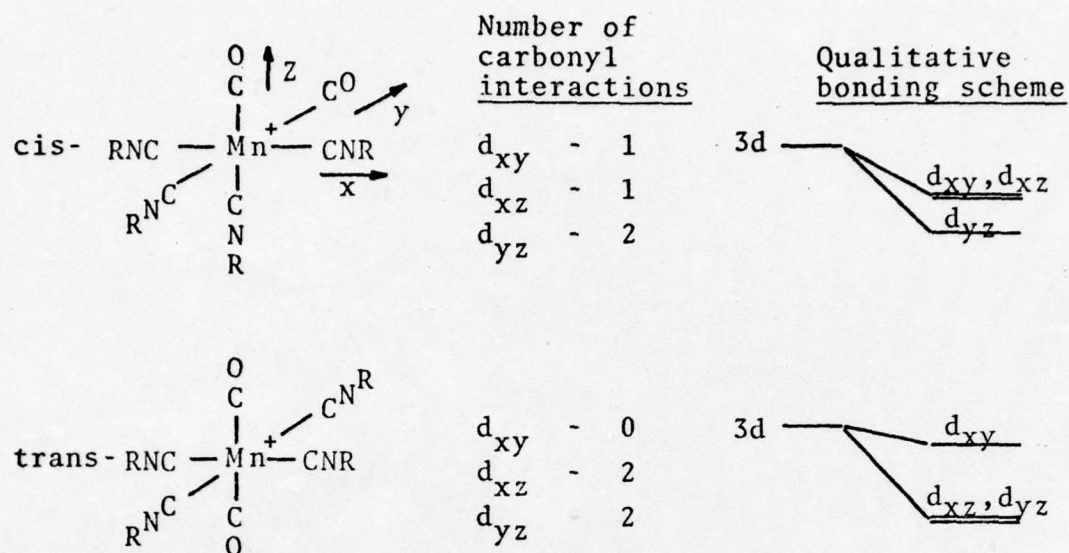 Number of
carbonyl
interactions
Qualitative
bonding scheme
cis-
O
C
Z
C O
y
RNC Mn + CNR
x
R N C
C
N
R
d xy - 1
d xz - 1
d yz - 2
3d
d xy , d xz
d yz
trans-
O
C
C N R
RNC Mn + CNR
R N C
C
O
d xy - 0
d xz - 2
d yz - 2
3d
d xy
d xz , d yz